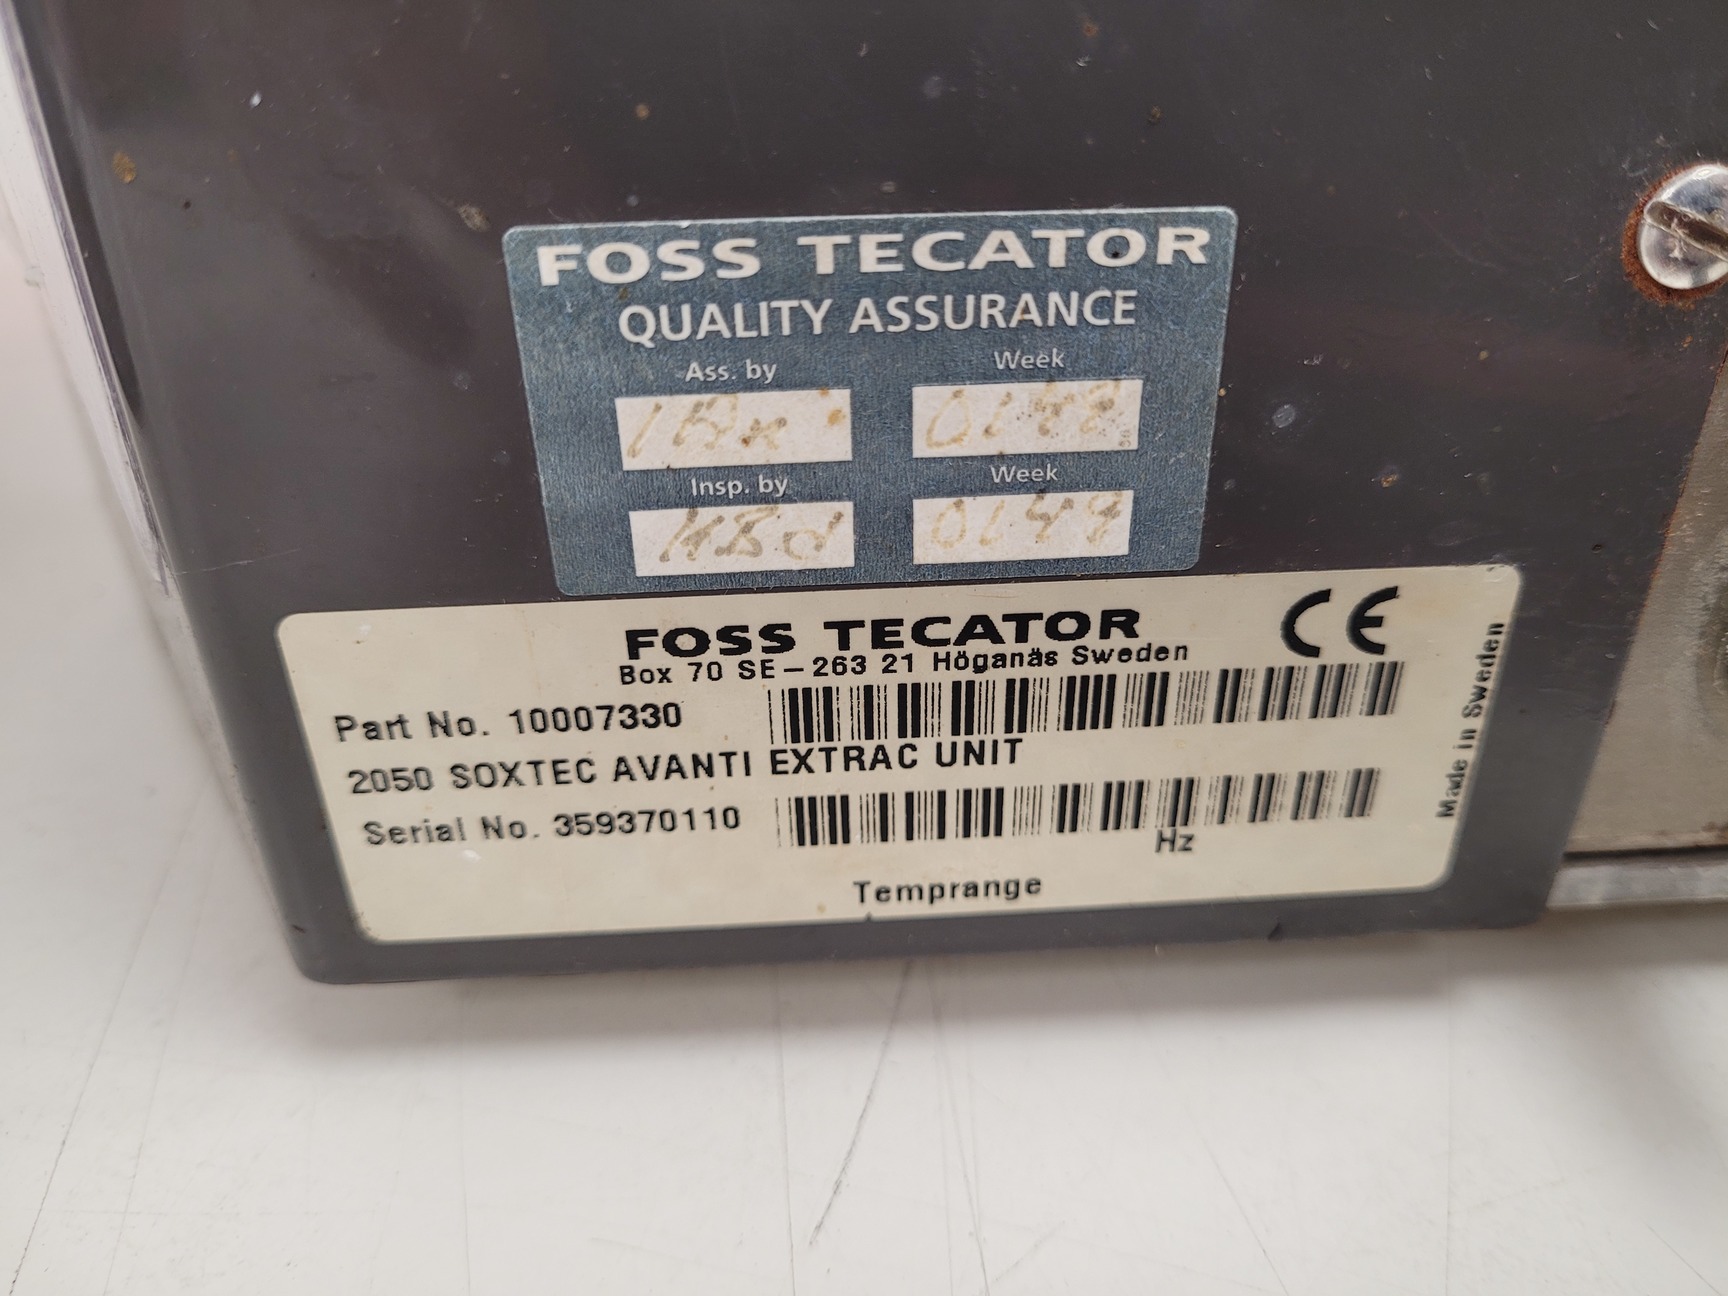 FOSS TECATOR
QUALITY ASSURANCE
Ass. by Week
Insp. by Week
FOSS TECATOR CE
Box 70 SE-263 21 Höganäs Sweden
Part No. 10007330
2050 SOXTEC AVANTI EXTRAC UNIT
Serial No. 359370110
Hz
Temprange
Made in Sweden